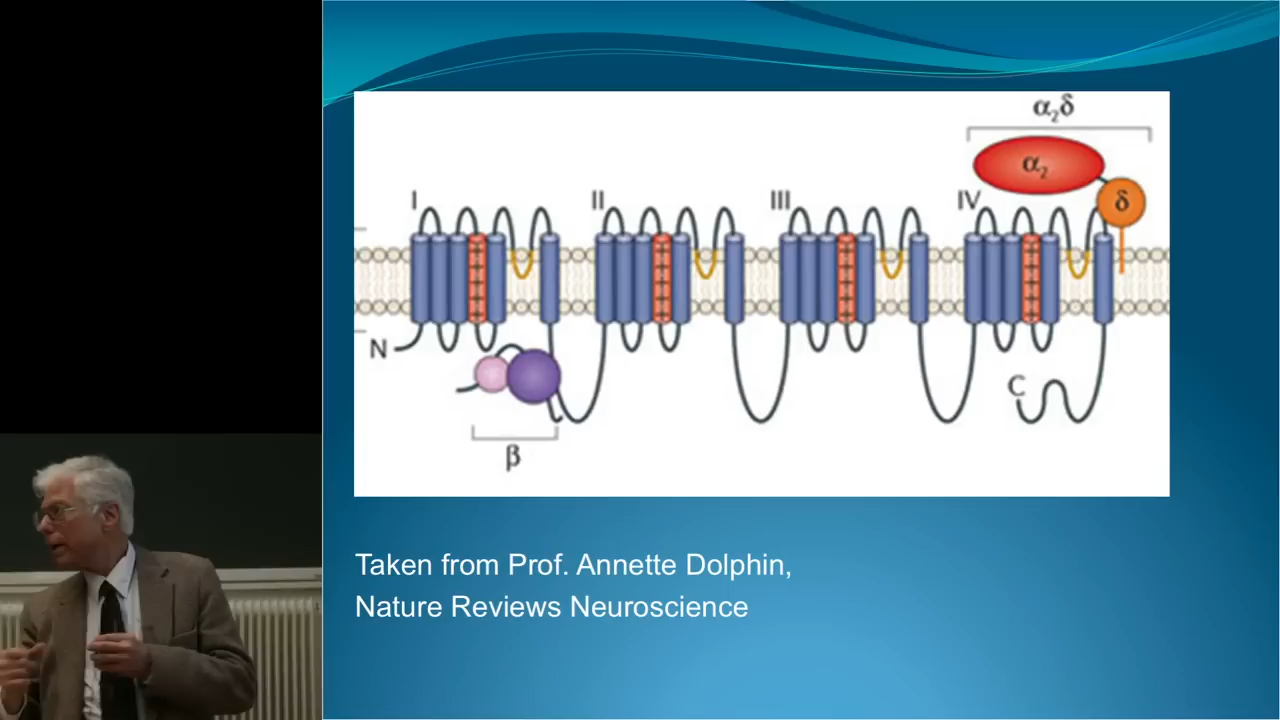 α₂δ
α₂
I II III IV δ
N
C
β
Taken from Prof. Annette Dolphin,
Nature Reviews Neuroscience